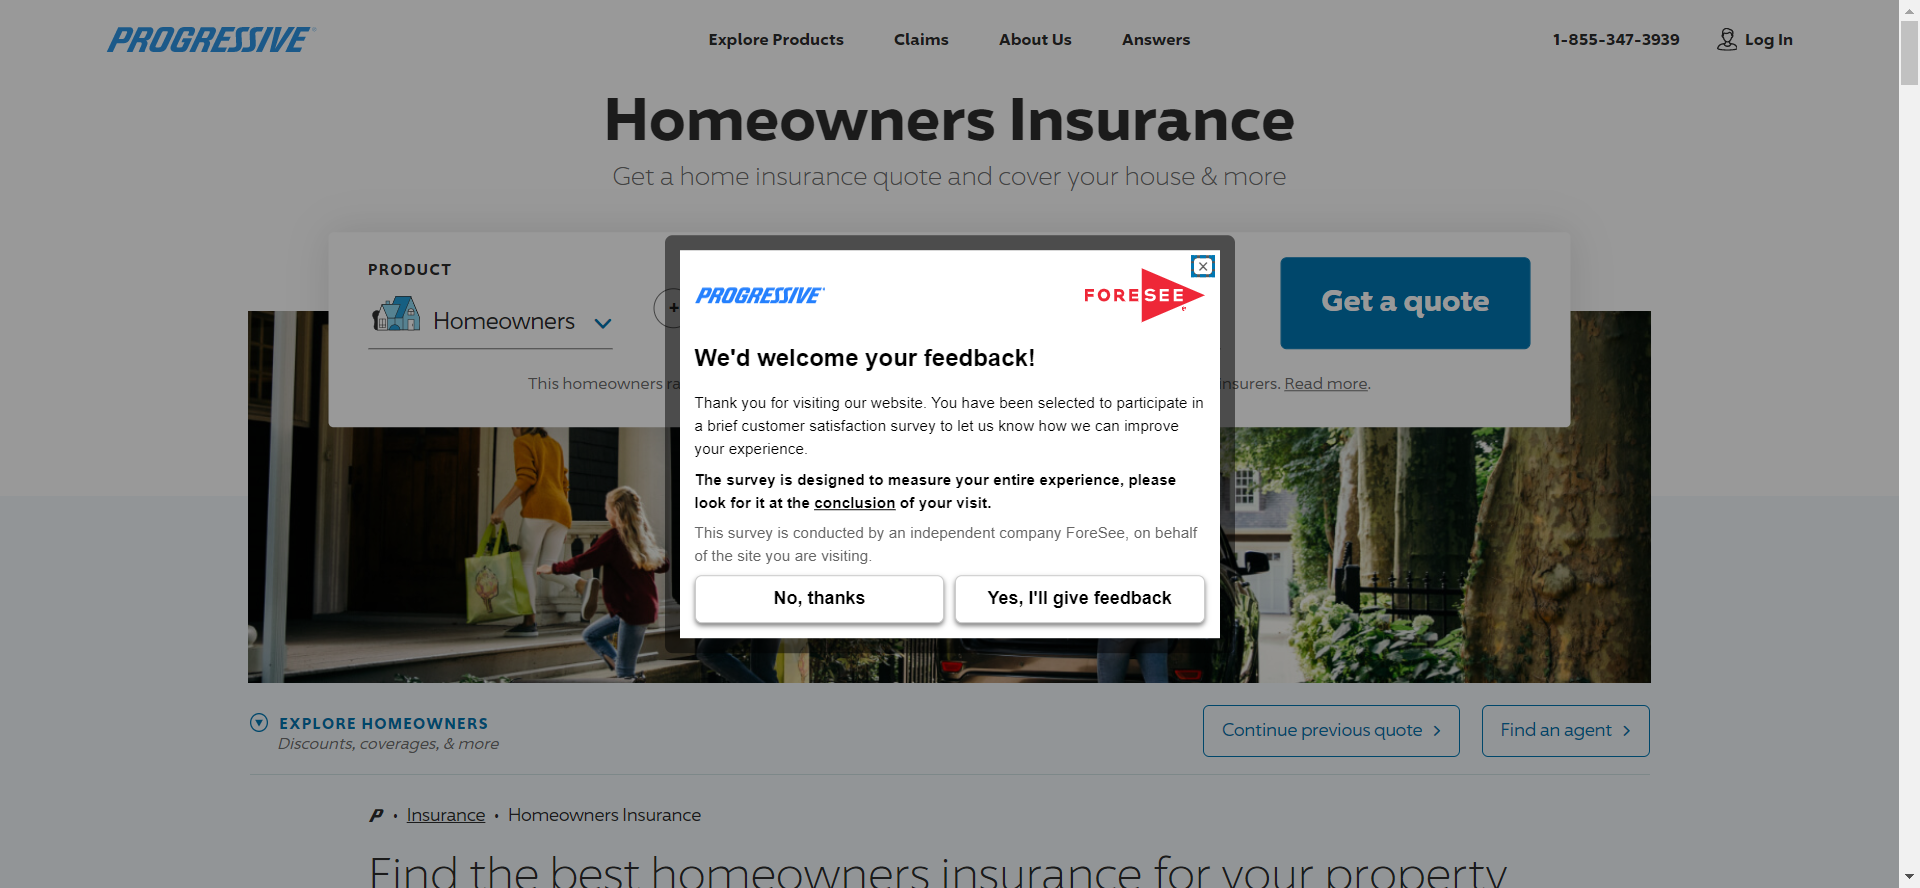 PROGRESSIVE
Explore Products
Claims
About Us
Answers
1-855-347-3939
Log In
Homeowners Insurance
Get a home insurance quote and cover your house & more
PRODUCT
Homeowners
+
Get a quote
This homeowners
insurers. Read more.
PROGRESSIVE
FORESEE
We'd welcome your feedback!
Thank you for visiting our website. You have been selected to participate in
a brief customer satisfaction survey to let us know how we can improve
your experience.
The survey is designed to measure your entire experience, please
look for it at the conclusion of your visit.
This survey is conducted by an independent company ForeSee, on behalf
of the site you are visiting.
No, thanks
Yes, I'll give feedback
EXPLORE HOMEOWNERS
Discounts, coverages, & more
Continue previous quote
Find an agent
P • Insurance • Homeowners Insurance
Find the best homeowners insurance for your property